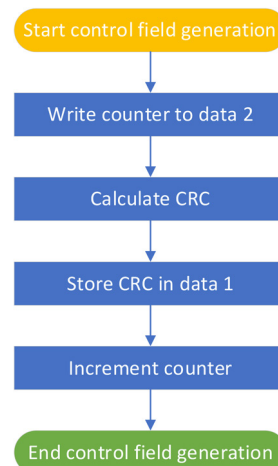 Start control field generation
Write counter to data 2
Calculate CRC
Store CRC in data 1
Increment counter
End control field generation